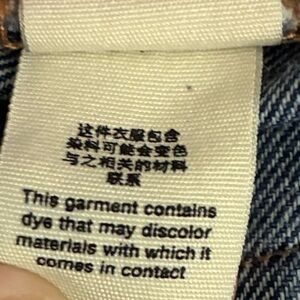 这件衣服包含
染料可能会变色
与之相关的材料
联系
This garment contains
dye that may discolor
materials with which it
comes in contact